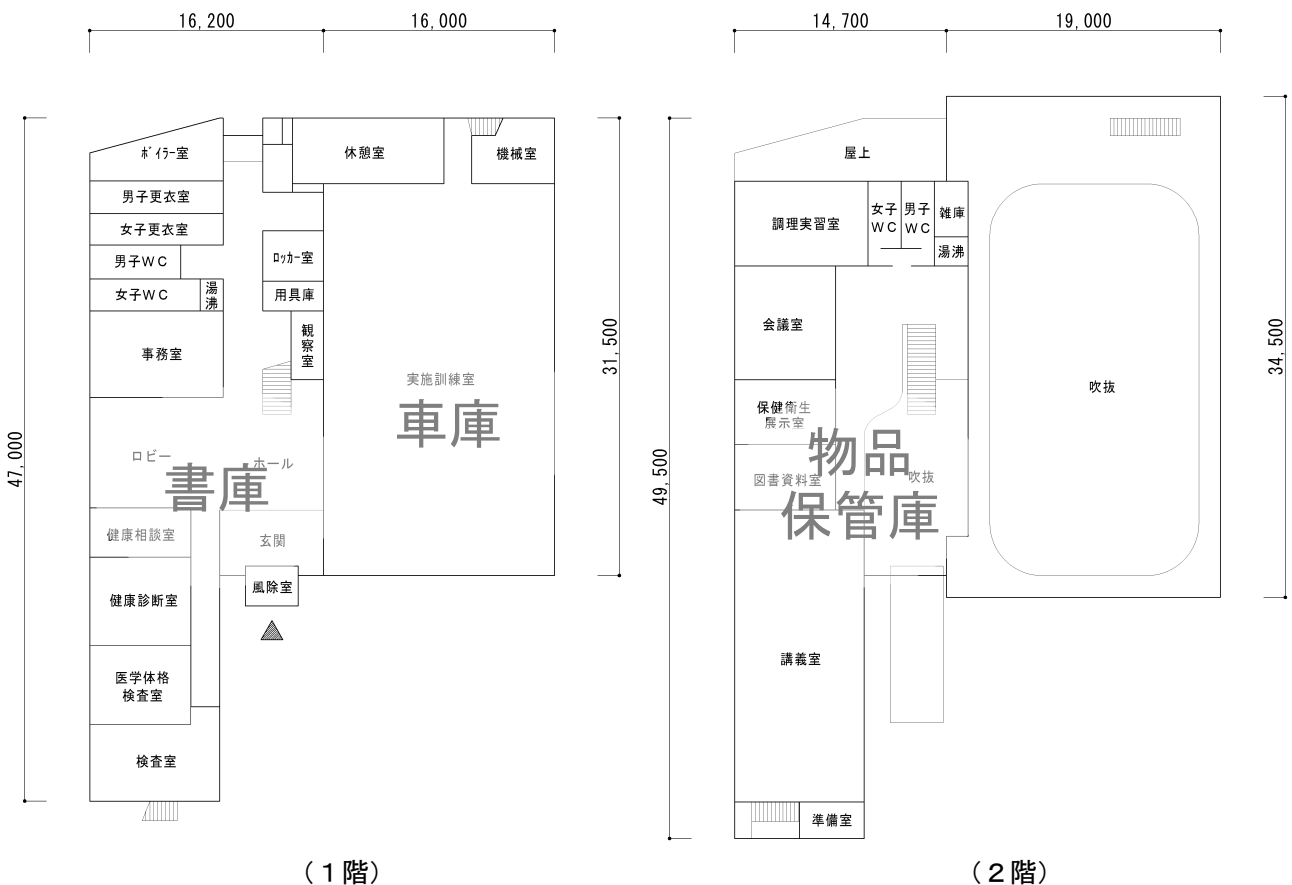 16,200
16,000
14,700
19,000
ﾎﾞｲﾗｰ室
休憩室
機械室
男子更衣室
女子更衣室
男子ＷＣ
女子ＷＣ
湯沸
ﾛｯｶｰ室
用具庫
観察室
事務室
実施訓練室
車庫
ロビー
ホール
書庫
健康相談室
玄関
風除室
健康診断室
医学体格
検査室
検査室
47,000
31,500
（１階）
屋上
調理実習室
女子
ＷＣ
男子
ＷＣ
雑庫
湯沸
会議室
吹抜
保健衛生
展示室
物品
保管庫
図書資料室
吹抜
講義室
準備室
49,500
34,500
（２階）